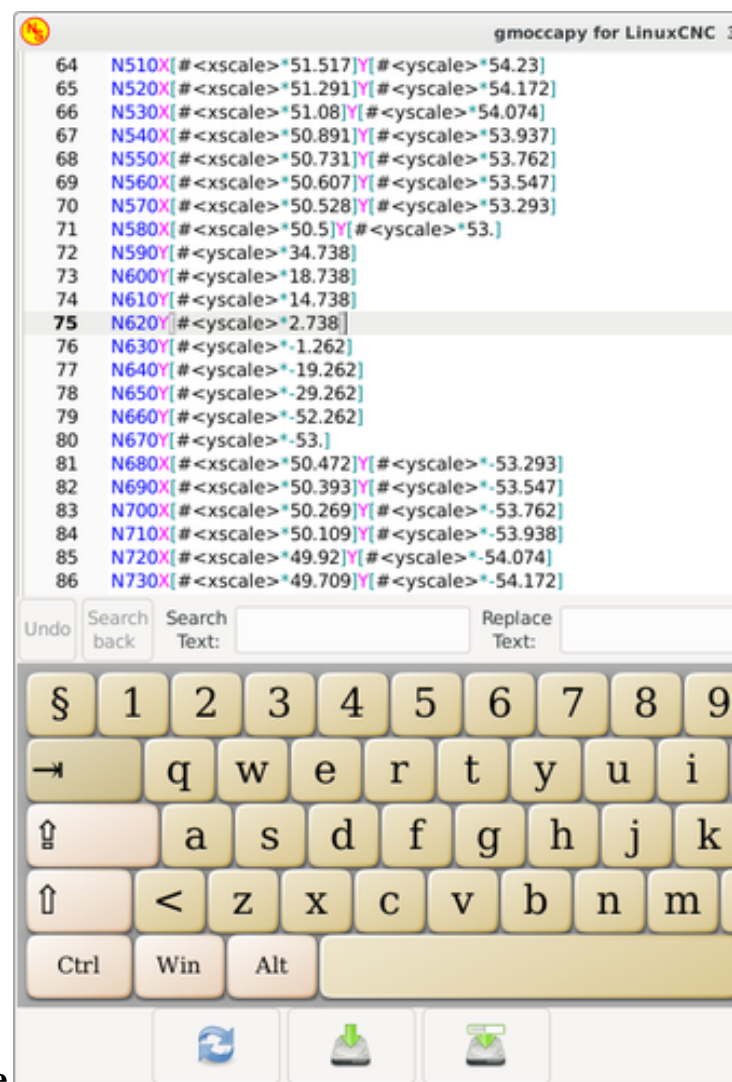 gmoccapy for LinuxCNC
64 N510X[#<xscale>*51.517]Y[#<yscale>*54.23]
65 N520X[#<xscale>*51.291]Y[#<yscale>*54.172]
66 N530X[#<xscale>*51.08]Y[#<yscale>*54.074]
67 N540X[#<xscale>*50.891]Y[#<yscale>*53.937]
68 N550X[#<xscale>*50.731]Y[#<yscale>*53.762]
69 N560X[#<xscale>*50.607]Y[#<yscale>*53.547]
70 N570X[#<xscale>*50.528]Y[#<yscale>*53.293]
71 N580X[#<xscale>*50.5]Y[#<yscale>*53.]
72 N590Y[#<yscale>*34.738]
73 N600Y[#<yscale>*18.738]
74 N610Y[#<yscale>*14.738]
75 N620Y[#<yscale>*2.738]
76 N630Y[#<yscale>*-1.262]
77 N640Y[#<yscale>*-19.262]
78 N650Y[#<yscale>*-29.262]
79 N660Y[#<yscale>*-52.262]
80 N670Y[#<yscale>*-53.]
81 N680X[#<xscale>*50.472]Y[#<yscale>*-53.293]
82 N690X[#<xscale>*50.393]Y[#<yscale>*-53.547]
83 N700X[#<xscale>*50.269]Y[#<yscale>*-53.762]
84 N710X[#<xscale>*50.109]Y[#<yscale>*-53.938]
85 N720X[#<xscale>*49.92]Y[#<yscale>*-54.074]
86 N730X[#<xscale>*49.709]Y[#<yscale>*-54.172]
Undo Search back Search Text: Replace Text:
§ 1 2 3 4 5 6 7 8 9
q w e r t y u i
a s d f g h j k
< z x c v b n m
Ctrl Win Alt